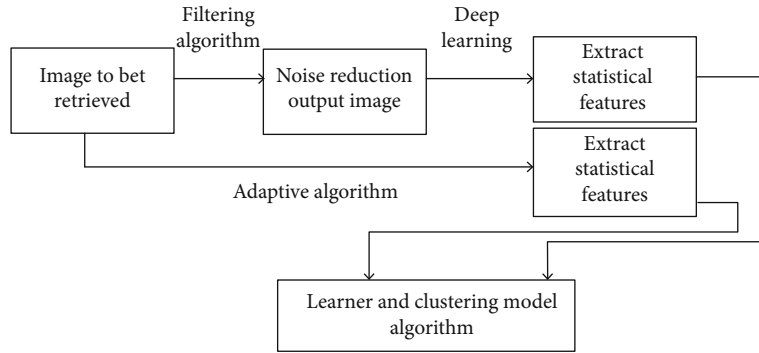 Filtering
algorithm
Deep
learning
Image to bet
retrieved
Noise reduction
output image
Extract
statistical
features
Extract
statistical
features
Adaptive algorithm
Learner and clustering model
algorithm